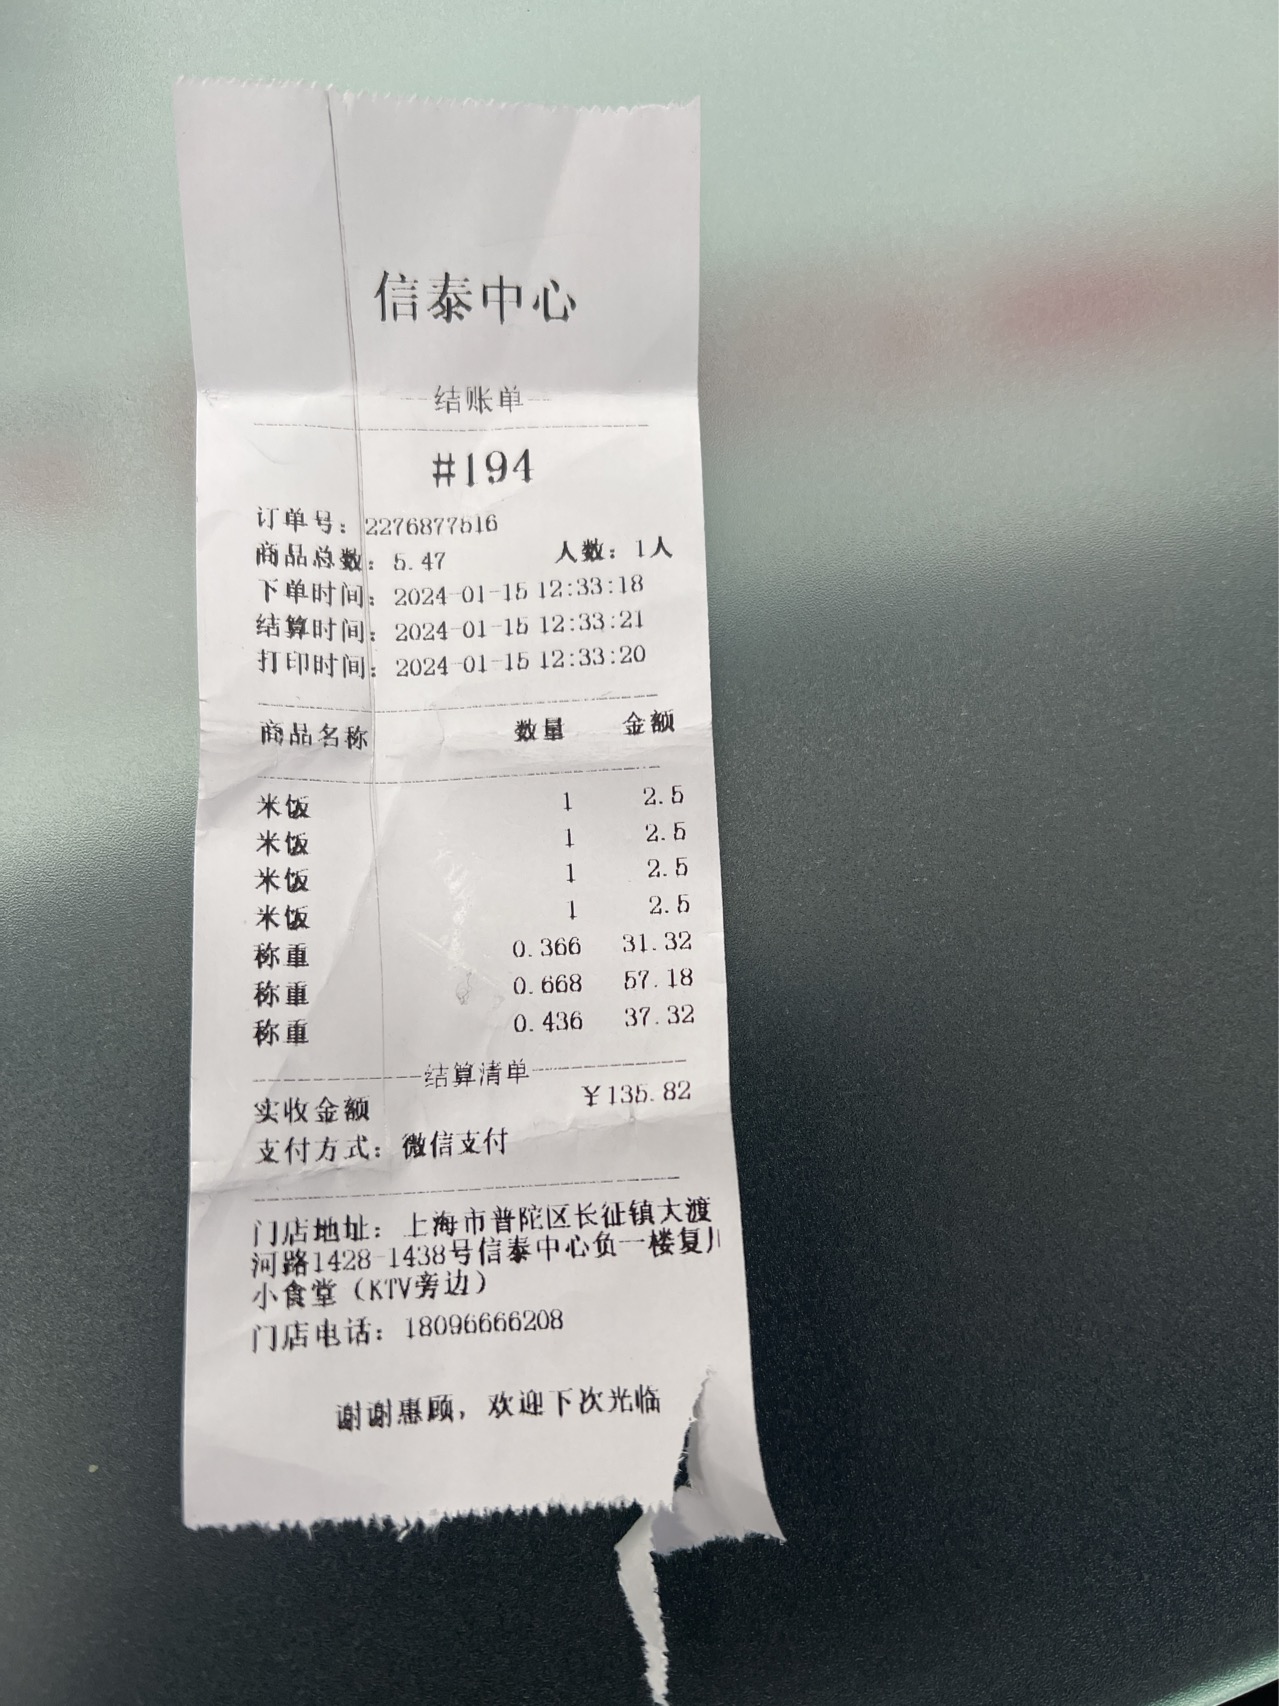 信泰中心
结账单
#194
订单号：2276877516
商品总数：5.47 人数：1人
下单时间：2024-01-15 12:33:18
结算时间：2024-01-15 12:33:21
打印时间：2024-01-15 12:33:20
商品名称 数量 金额
米饭 1 2.5
米饭 1 2.5
米饭 1 2.5
米饭 1 2.5
称重 0.366 31.32
称重 0.668 57.18
称重 0.436 37.32
结算清单
实收金额 ¥135.82
支付方式：微信支付
门店地址：上海市普陀区长征镇大渡
河路1428-1438号信泰中心负一楼复
小食堂（KTV旁边）
门店电话：18096666208
谢谢惠顾，欢迎下次光临